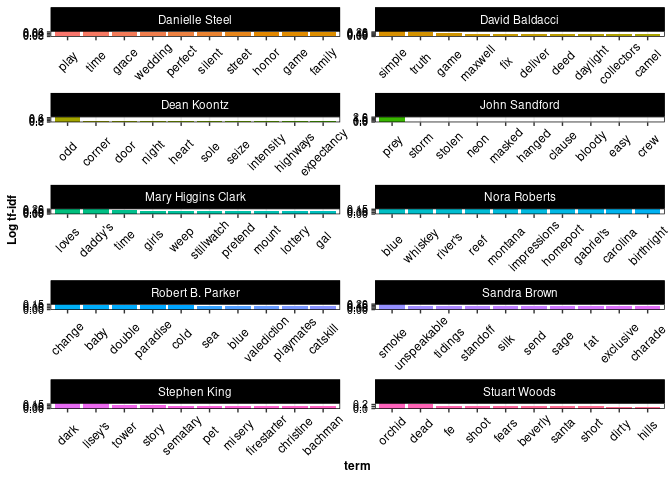 Danielle Steel
play time grace wedding perfect silent street honor game family
David Baldacci
simple truth game maxwell fix deliver deed daylight collectors camel
Dean Koontz
odd corner door night heart sole seize intensity highways expectancy
John Sandford
prey storm stolen neon masked hanged clause bloody easy crew
Mary Higgins Clark
loves daddy's time girls weep stillwatch pretend mount lottery gal
Nora Roberts
blue whiskey river's reef montana impressions homeport gabriel's carolina birthright
Robert B. Parker
change baby double paradise cold sea blue valediction playmates catskill
Sandra Brown
smoke unspeakable tidings standoff silk send sage fat exclusive charade
Stephen King
dark lisey's tower story sematary pet misery firestarter christine bachman
Stuart Woods
orchid dead fe shoot fears beverly santa short dirty hills
Log tf-idf
term